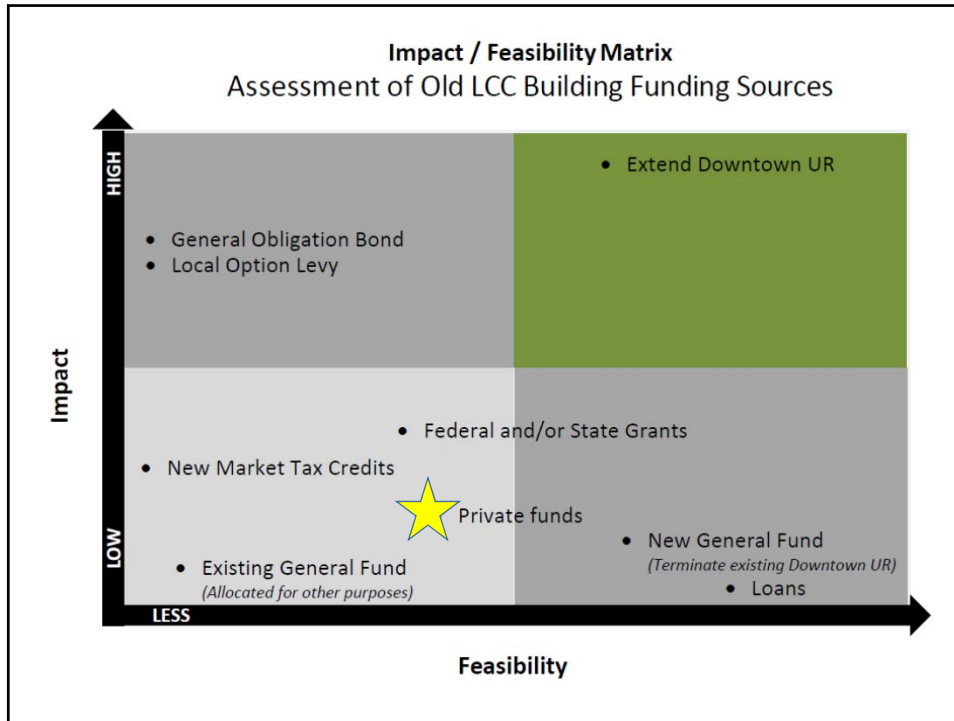 Impact / Feasibility Matrix
Assessment of Old LCC Building Funding Sources
HIGH
• Extend Downtown UR
• General Obligation Bond
• Local Option Levy
Impact
• Federal and/or State Grants
• New Market Tax Credits
Private funds
LOW
• New General Fund
(Terminate existing Downtown UR)
• Existing General Fund
(Allocated for other purposes)
• Loans
LESS
Feasibility